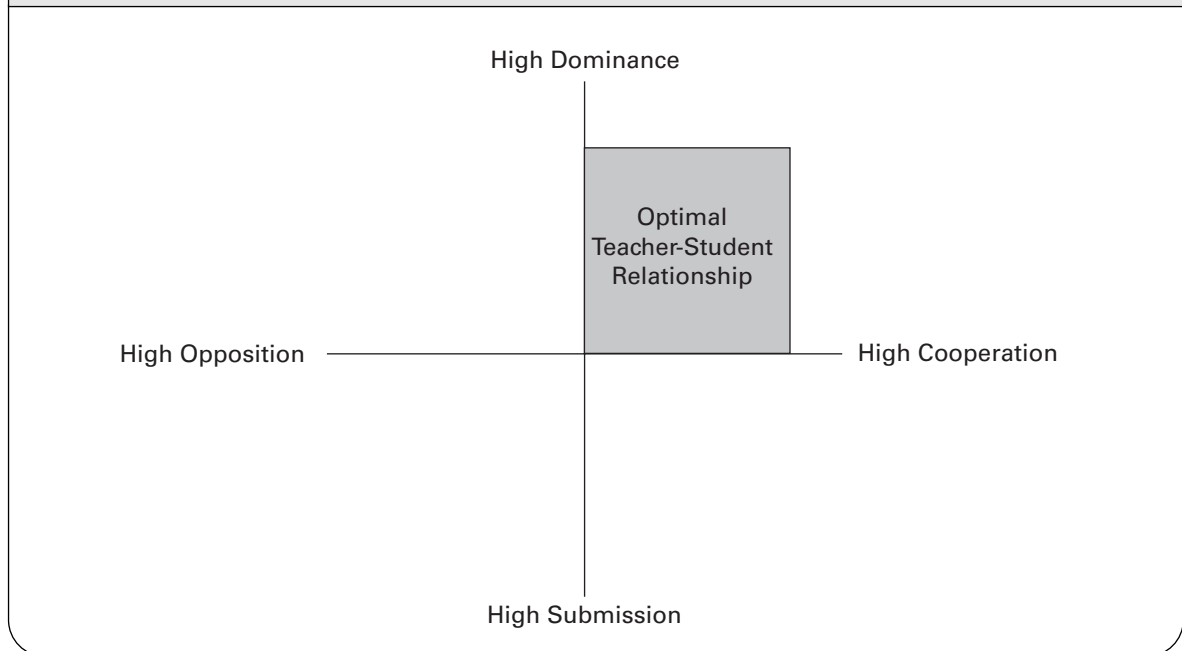 High Dominance
Optimal
Teacher-Student
Relationship
High Opposition
High Cooperation
High Submission